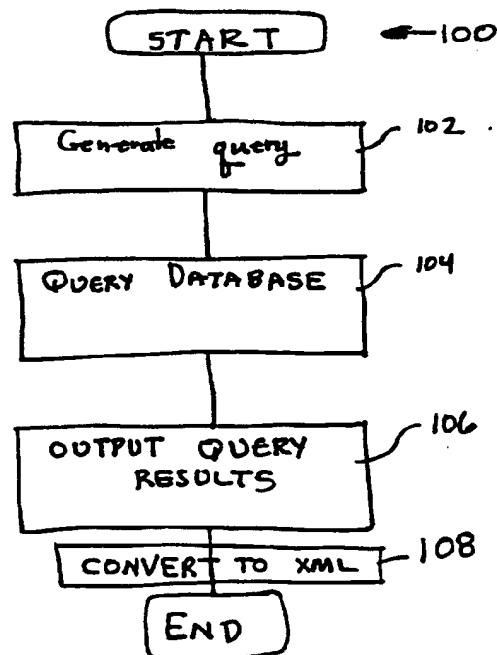 START
100
Generate query
102
QUERY DATABASE
104
OUTPUT QUERY
RESULTS
106
CONVERT TO XML
108
END